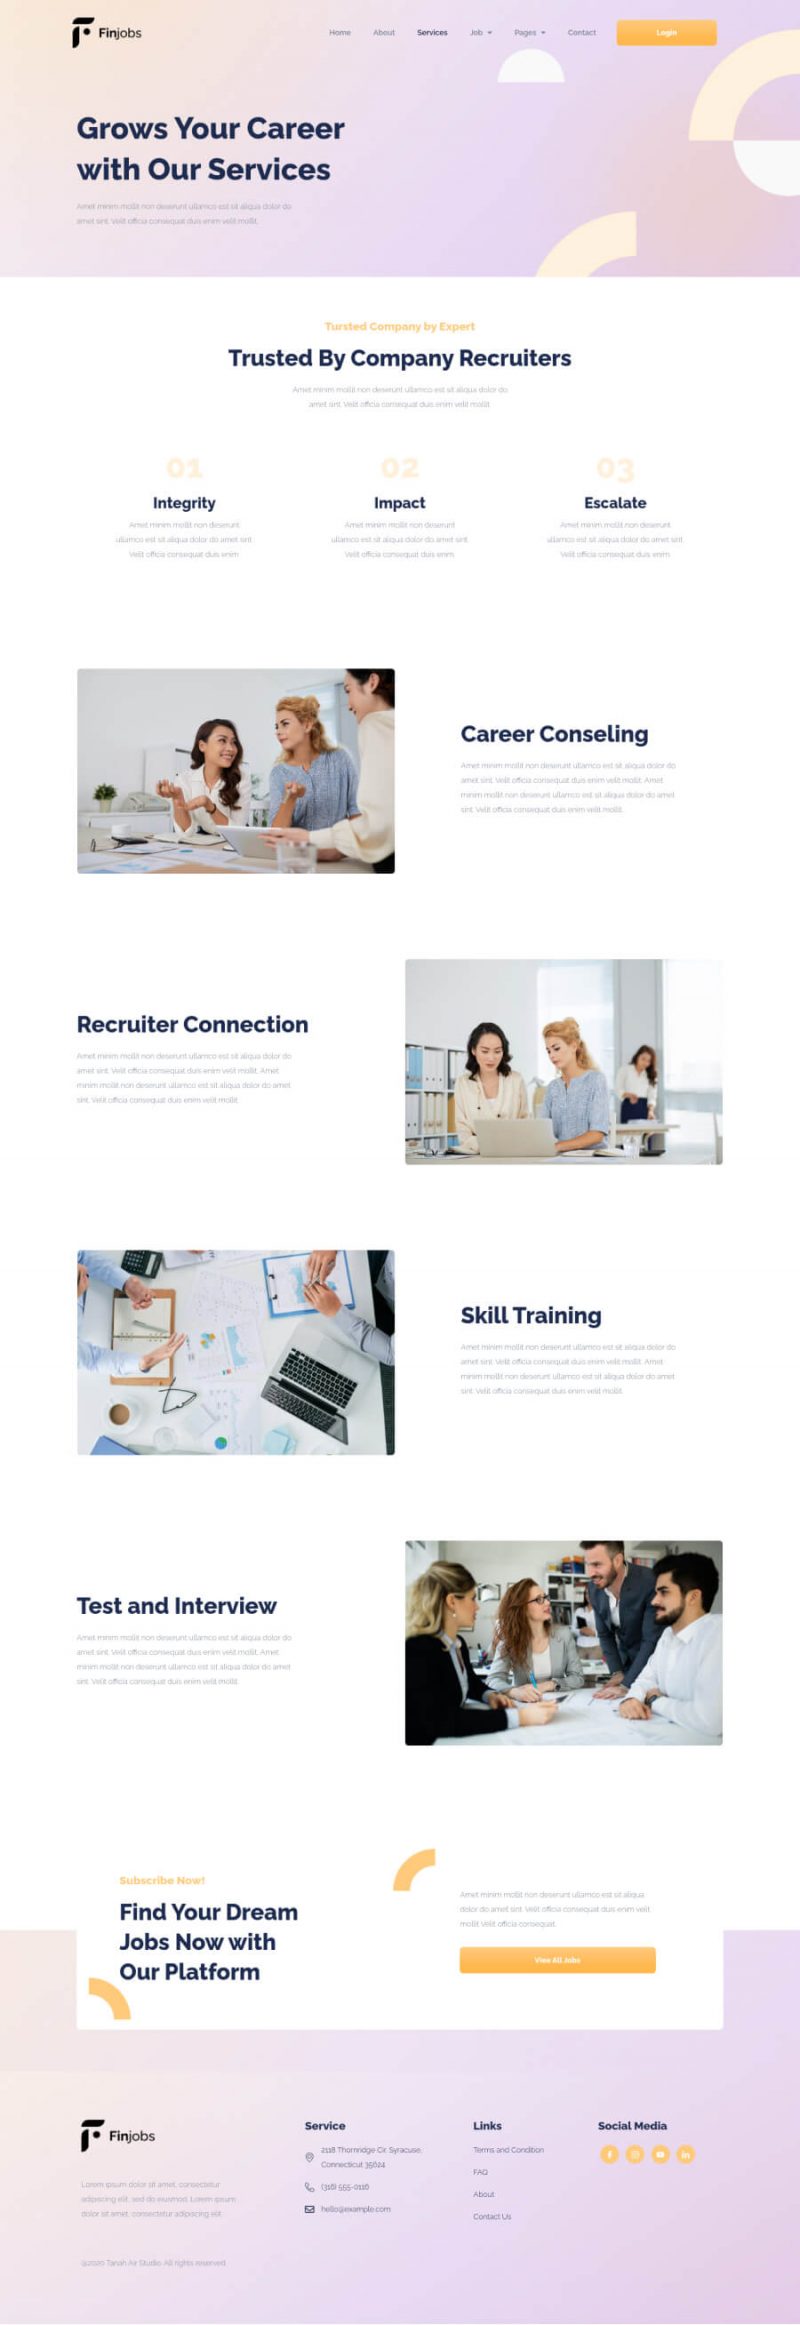 Finjobs
Home
About
Services
Job
Pages
Contact
Login
Grows Your Career
with Our Services
Amet minim mollit non deserunt ullamco est sit aliqua dolor do
amet sint. Velit officia consequat duis enim velit mollit.
Tursted Company by Expert
Trusted By Company Recruiters
Amet minim mollit non deserunt ullamco est sit aliqua dolor do
amet sint. Velit officia consequat duis enim velit mollit
01
Integrity
Amet minim mollit non deserunt
ullamco est sit aliqua dolor do amet sint
Velit officia consequat duis enim
02
Impact
Amet minim mollit non deserunt
ullamco est sit aliqua dolor do amet sint
Velit officia consequat duis enim
03
Escalate
Amet minim mollit non deserunt
ullamco est sit aliqua dolor do amet sint
Velit officia consequat duis enim
Career Conseling
Amet minim mollit non deserunt ullamco est sit aliqua dolor do
amet sint. Velit officia consequat duis enim velit mollit. Amet
minim mollit non deserunt ullamco est sit aliqua dolor do amet
sint. Velit officia consequat duis enim velit mollit.
Recruiter Connection
Amet minim mollit non deserunt ullamco est sit aliqua dolor do
amet sint. Velit officia consequat duis enim velit mollit. Amet
minim mollit non deserunt ullamco est sit aliqua dolor do amet
sint. Velit officia consequat duis enim velit mollit.
Skill Training
Amet minim mollit non deserunt ullamco est sit aliqua dolor do
amet sint. Velit officia consequat duis enim velit mollit. Amet
minim mollit non deserunt ullamco est sit aliqua dolor do amet
sint. Velit officia consequat duis enim velit mollit.
Test and Interview
Amet minim mollit non deserunt ullamco est sit aliqua dolor do
amet sint. Velit officia consequat duis enim velit mollit. Amet
minim mollit non deserunt ullamco est sit aliqua dolor do amet
sint. Velit officia consequat duis enim velit mollit.
Subscribe Now!
Find Your Dream
Jobs Now with
Our Platform
Amet minim mollit non deserunt ullamco est sit aliqua
dolor do amet sint. Velit officia consequat duis enim velit
mollit Velit officia consequat.
View All Jobs
Finjobs
Lorem ipsum dolor sit amet, consectetur
adipiscing elit, sed do eiusmod. Lorem ipsum
dolor sit amet, consectetur adipiscing elit
@2020 Tanah Air Studio. All rights reserved
Service
2118 Thornridge Cir. Syracuse,
Connecticut 35624
(316) 555-0116
hello@example.com
Links
Terms and Condition
FAQ
About
Contact Us
Social Media